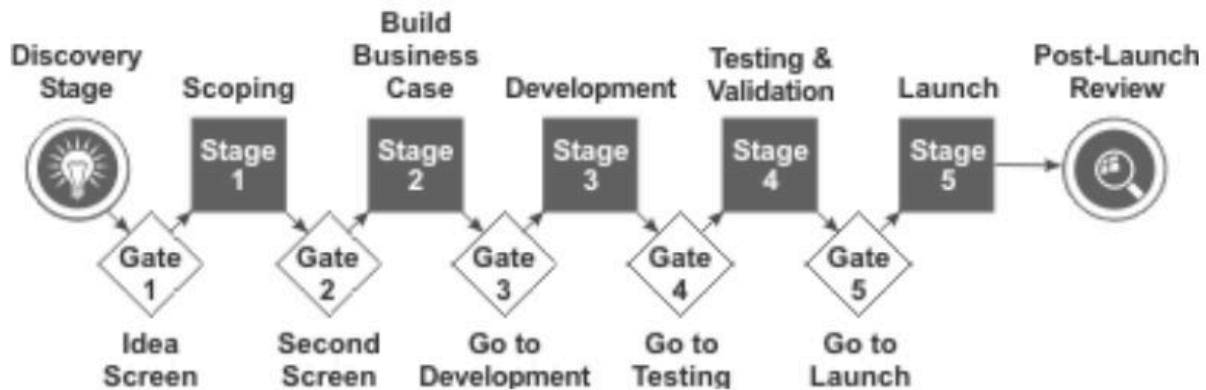 Discovery
Stage
Scoping
Build
Business
Case
Development
Testing &
Validation
Launch
Post-Launch
Review
Stage
1
Stage
2
Stage
3
Stage
4
Stage
5
Gate
1
Gate
2
Gate
3
Gate
4
Gate
5
Idea
Screen
Second
Screen
Go to
Development
Go to
Testing
Go to
Launch